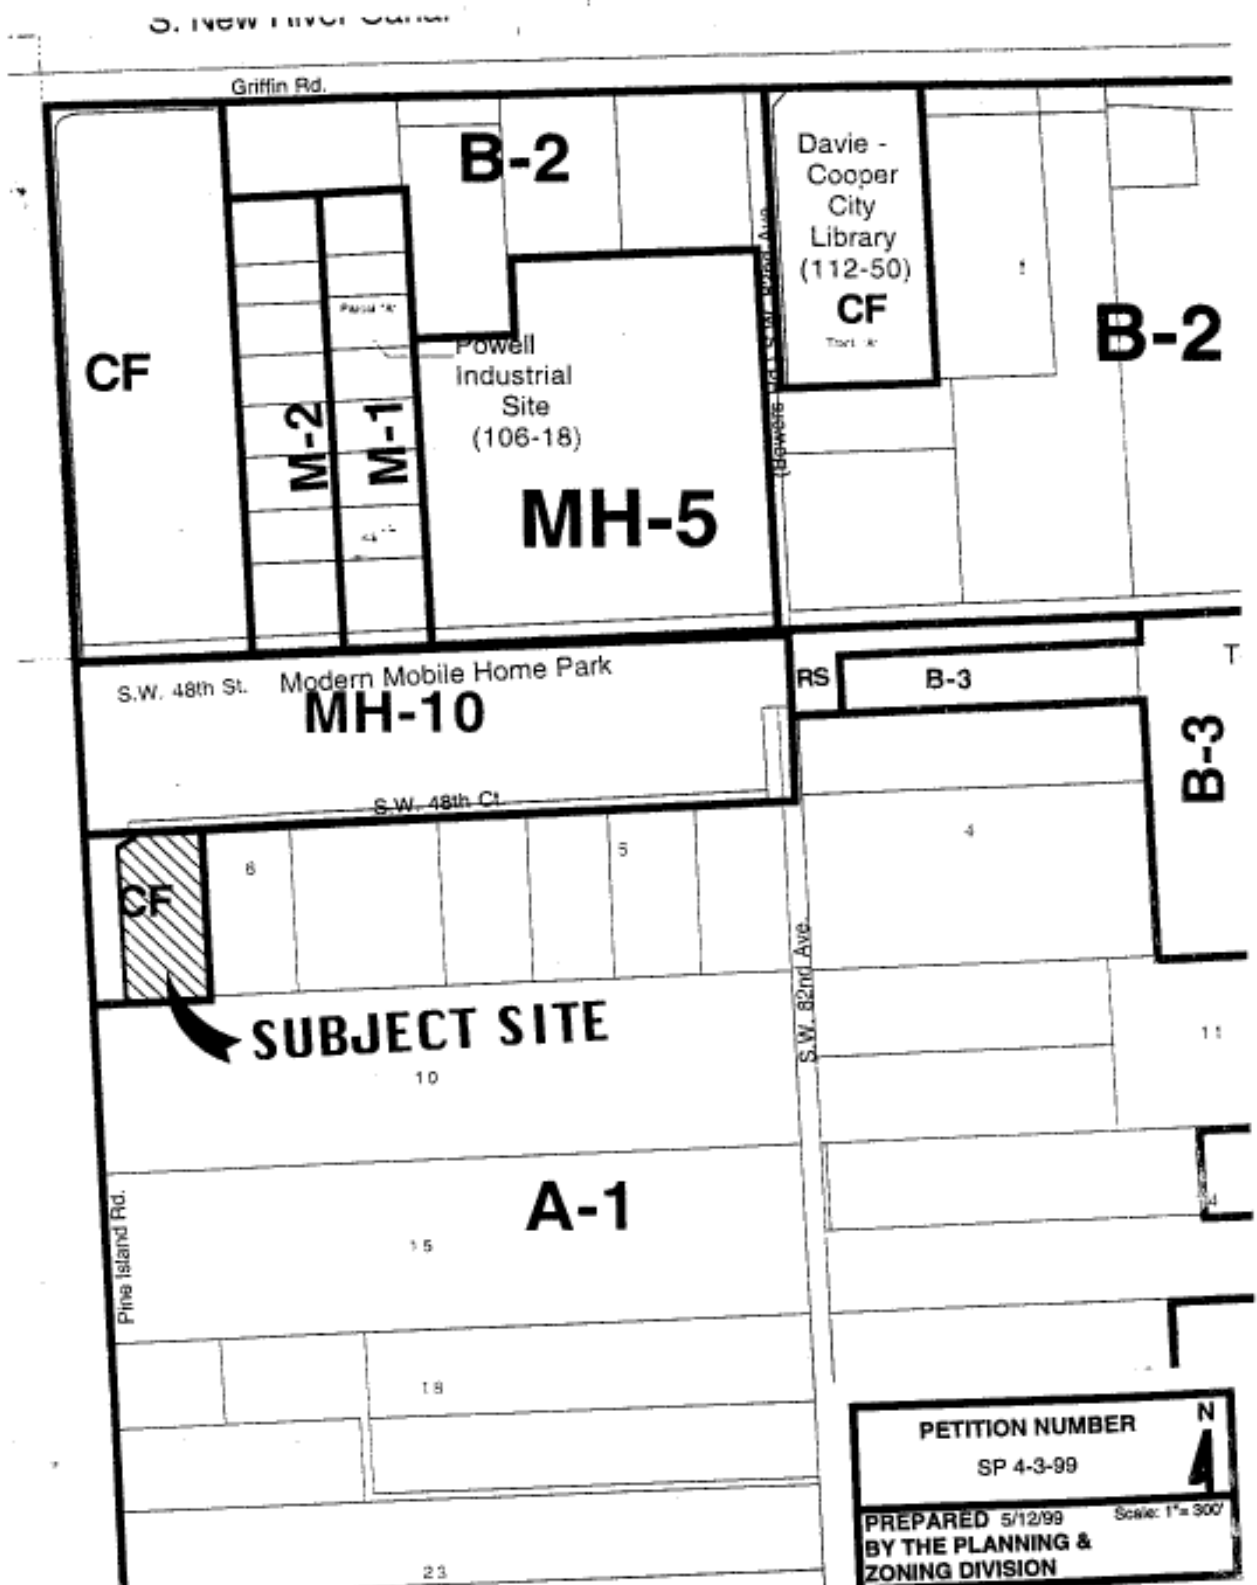 Griffin Rd.
B-2
Davie -
Cooper
City
Library
(112-50)
CF
B-2
CF
M-2
M-1
Powell
Industrial
Site
(106-18)
MH-5
S.W. 48th St.
Modern Mobile Home Park
MH-10
RS
B-3
B-3
T
S.W. 48th Ct.
CF
6
5
4
S.W. 82nd Ave.
SUBJECT SITE
10
11
A-1
15
Pine Island Rd.
18
23
PETITION NUMBER
N
SP 4-3-99
PREPARED 5/12/99
Scale: 1"= 300'
BY THE PLANNING &
ZONING DIVISION